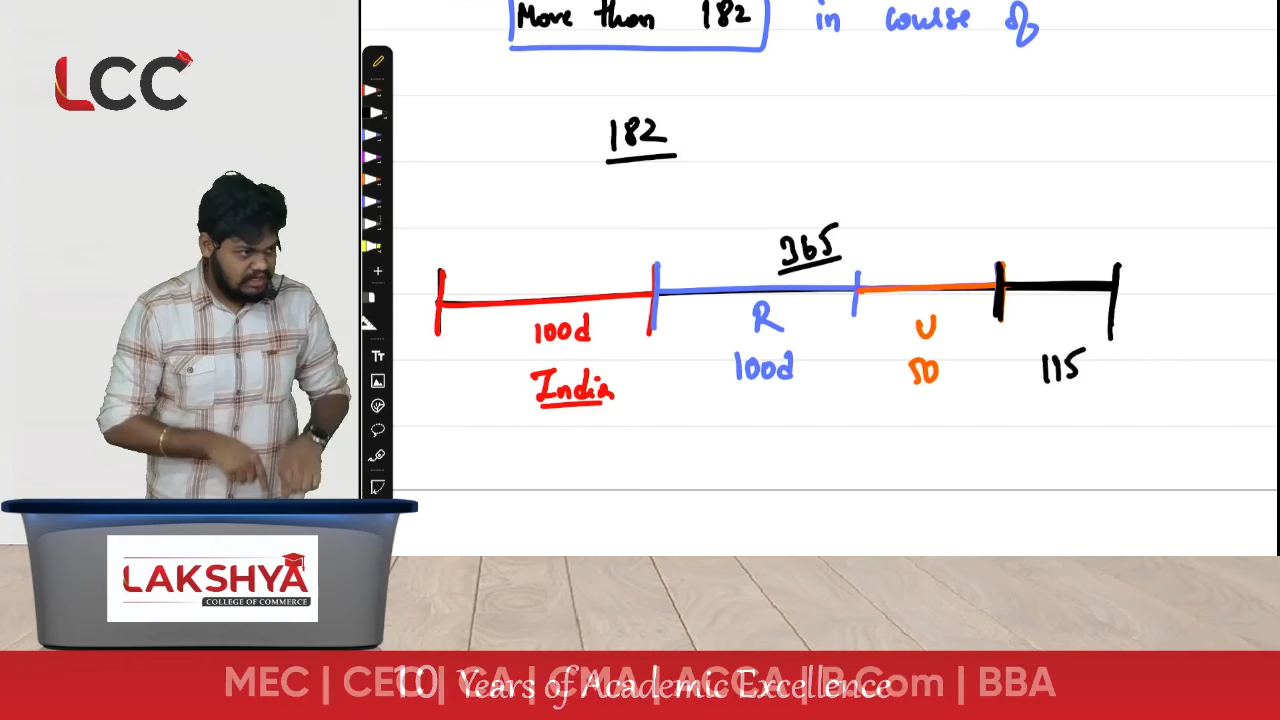 LCC
More than 182 in course of
182
365
100d R U
India 100d 50 115
Tt
LAKSHYA
COLLEGE OF COMMERCE
10 Years of Academic Excellence
MEC | CEC | CA | CMA | ACCA | B.Com | BBA